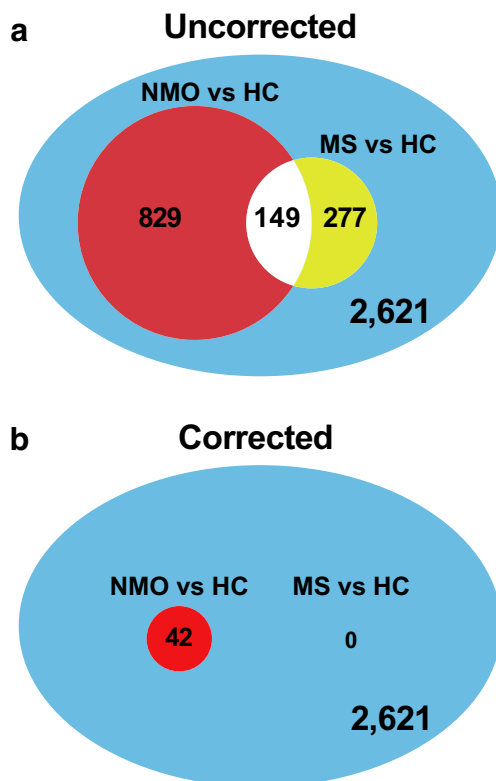 a
Uncorrected
NMO vs HC
MS vs HC
829
149
277
2,621
b
Corrected
NMO vs HC
MS vs HC
42
0
2,621